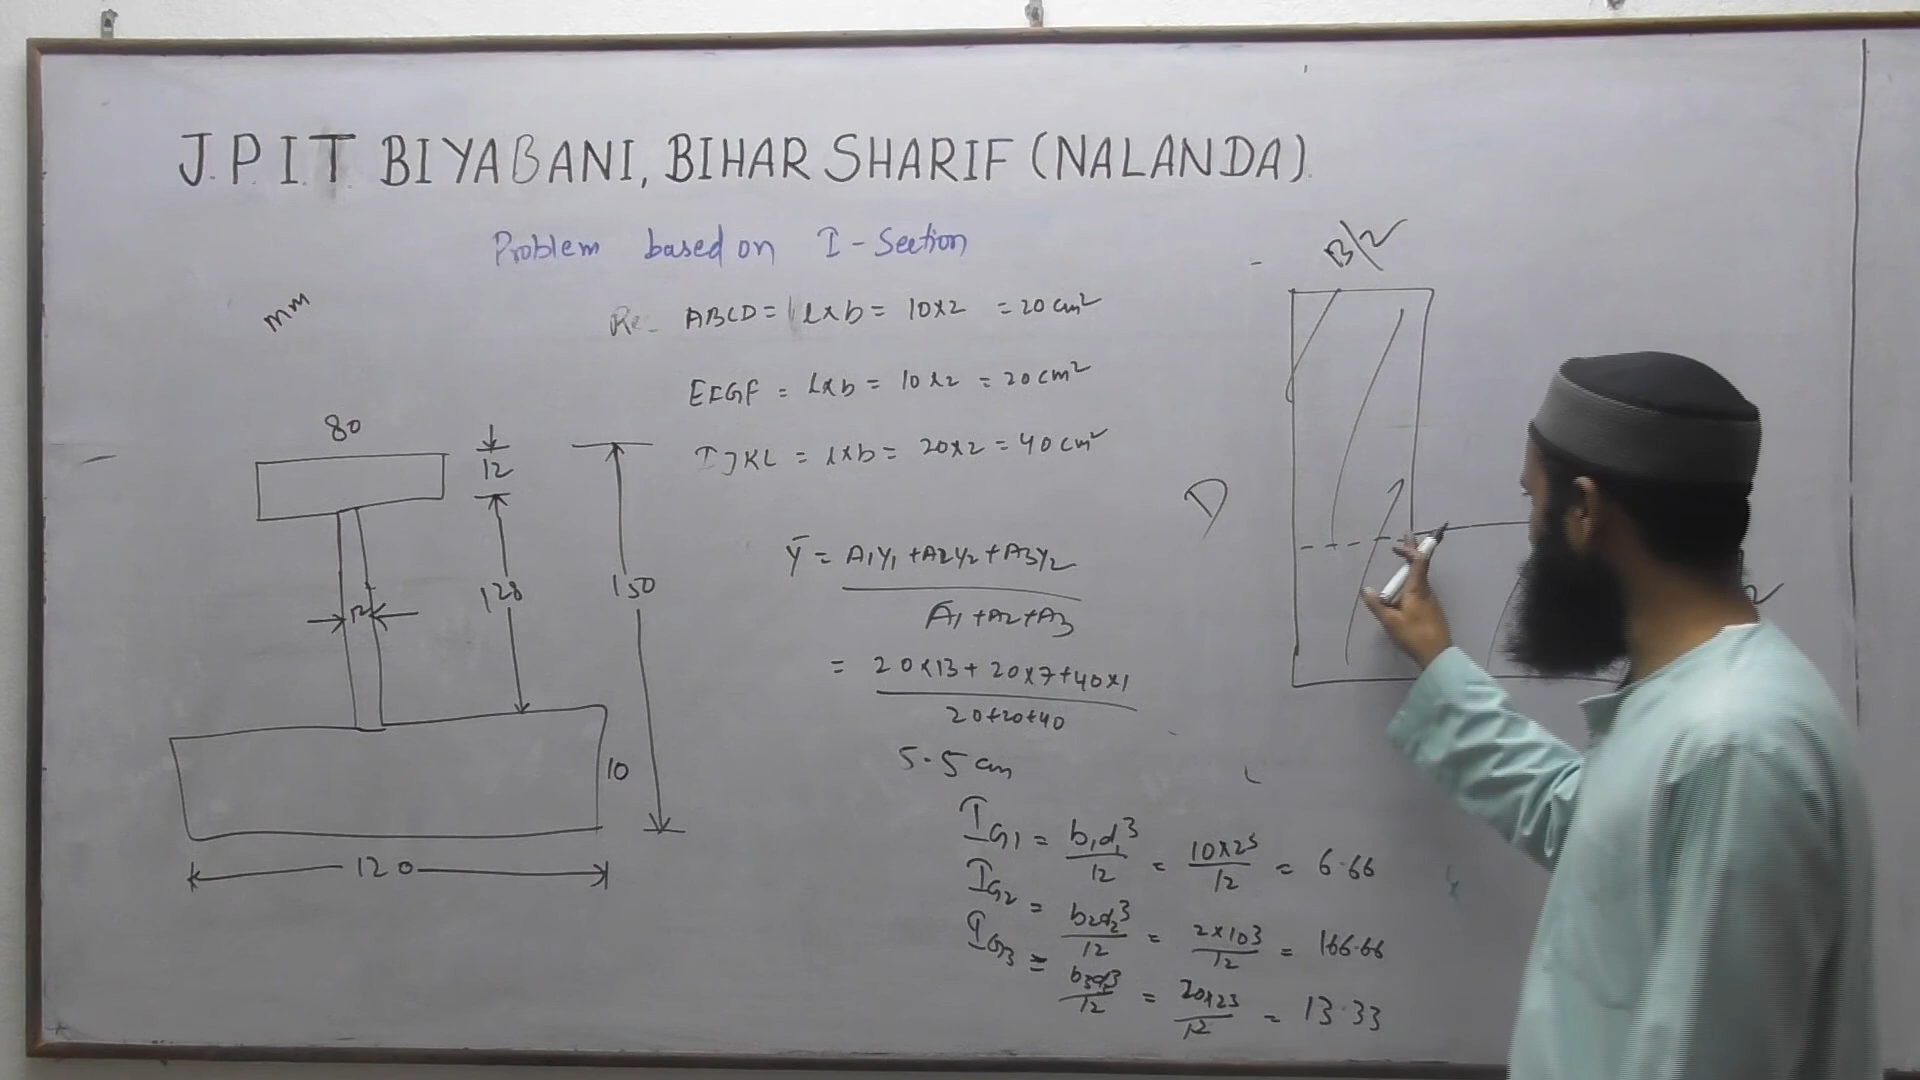 J.P.I.T BIYABANI, BIHAR SHARIF (NALANDA).
Problem based on I-Section
mm
Re- ABCD = l×b = 10×2 = 20 cm²
= l×b = 10×2 = 20 cm²
IJKL = l×b = 20×2 = 40 cm²
ȳ = A1y1 + A2y2 + A3y2
A1 + A2 + A3
= 20×13 + 20×7 + 40×1
20+20+40
5.5 cm
IG1 = b1d1³/12 = 10×2³/12 = 6.66
IG2 = b2d2³/12 = 2×10³/12 = 166.66
IG3 = b3d3³/12 = 20×23/12 = 13.33
80
12
128
150
12
10
120
B/2
D